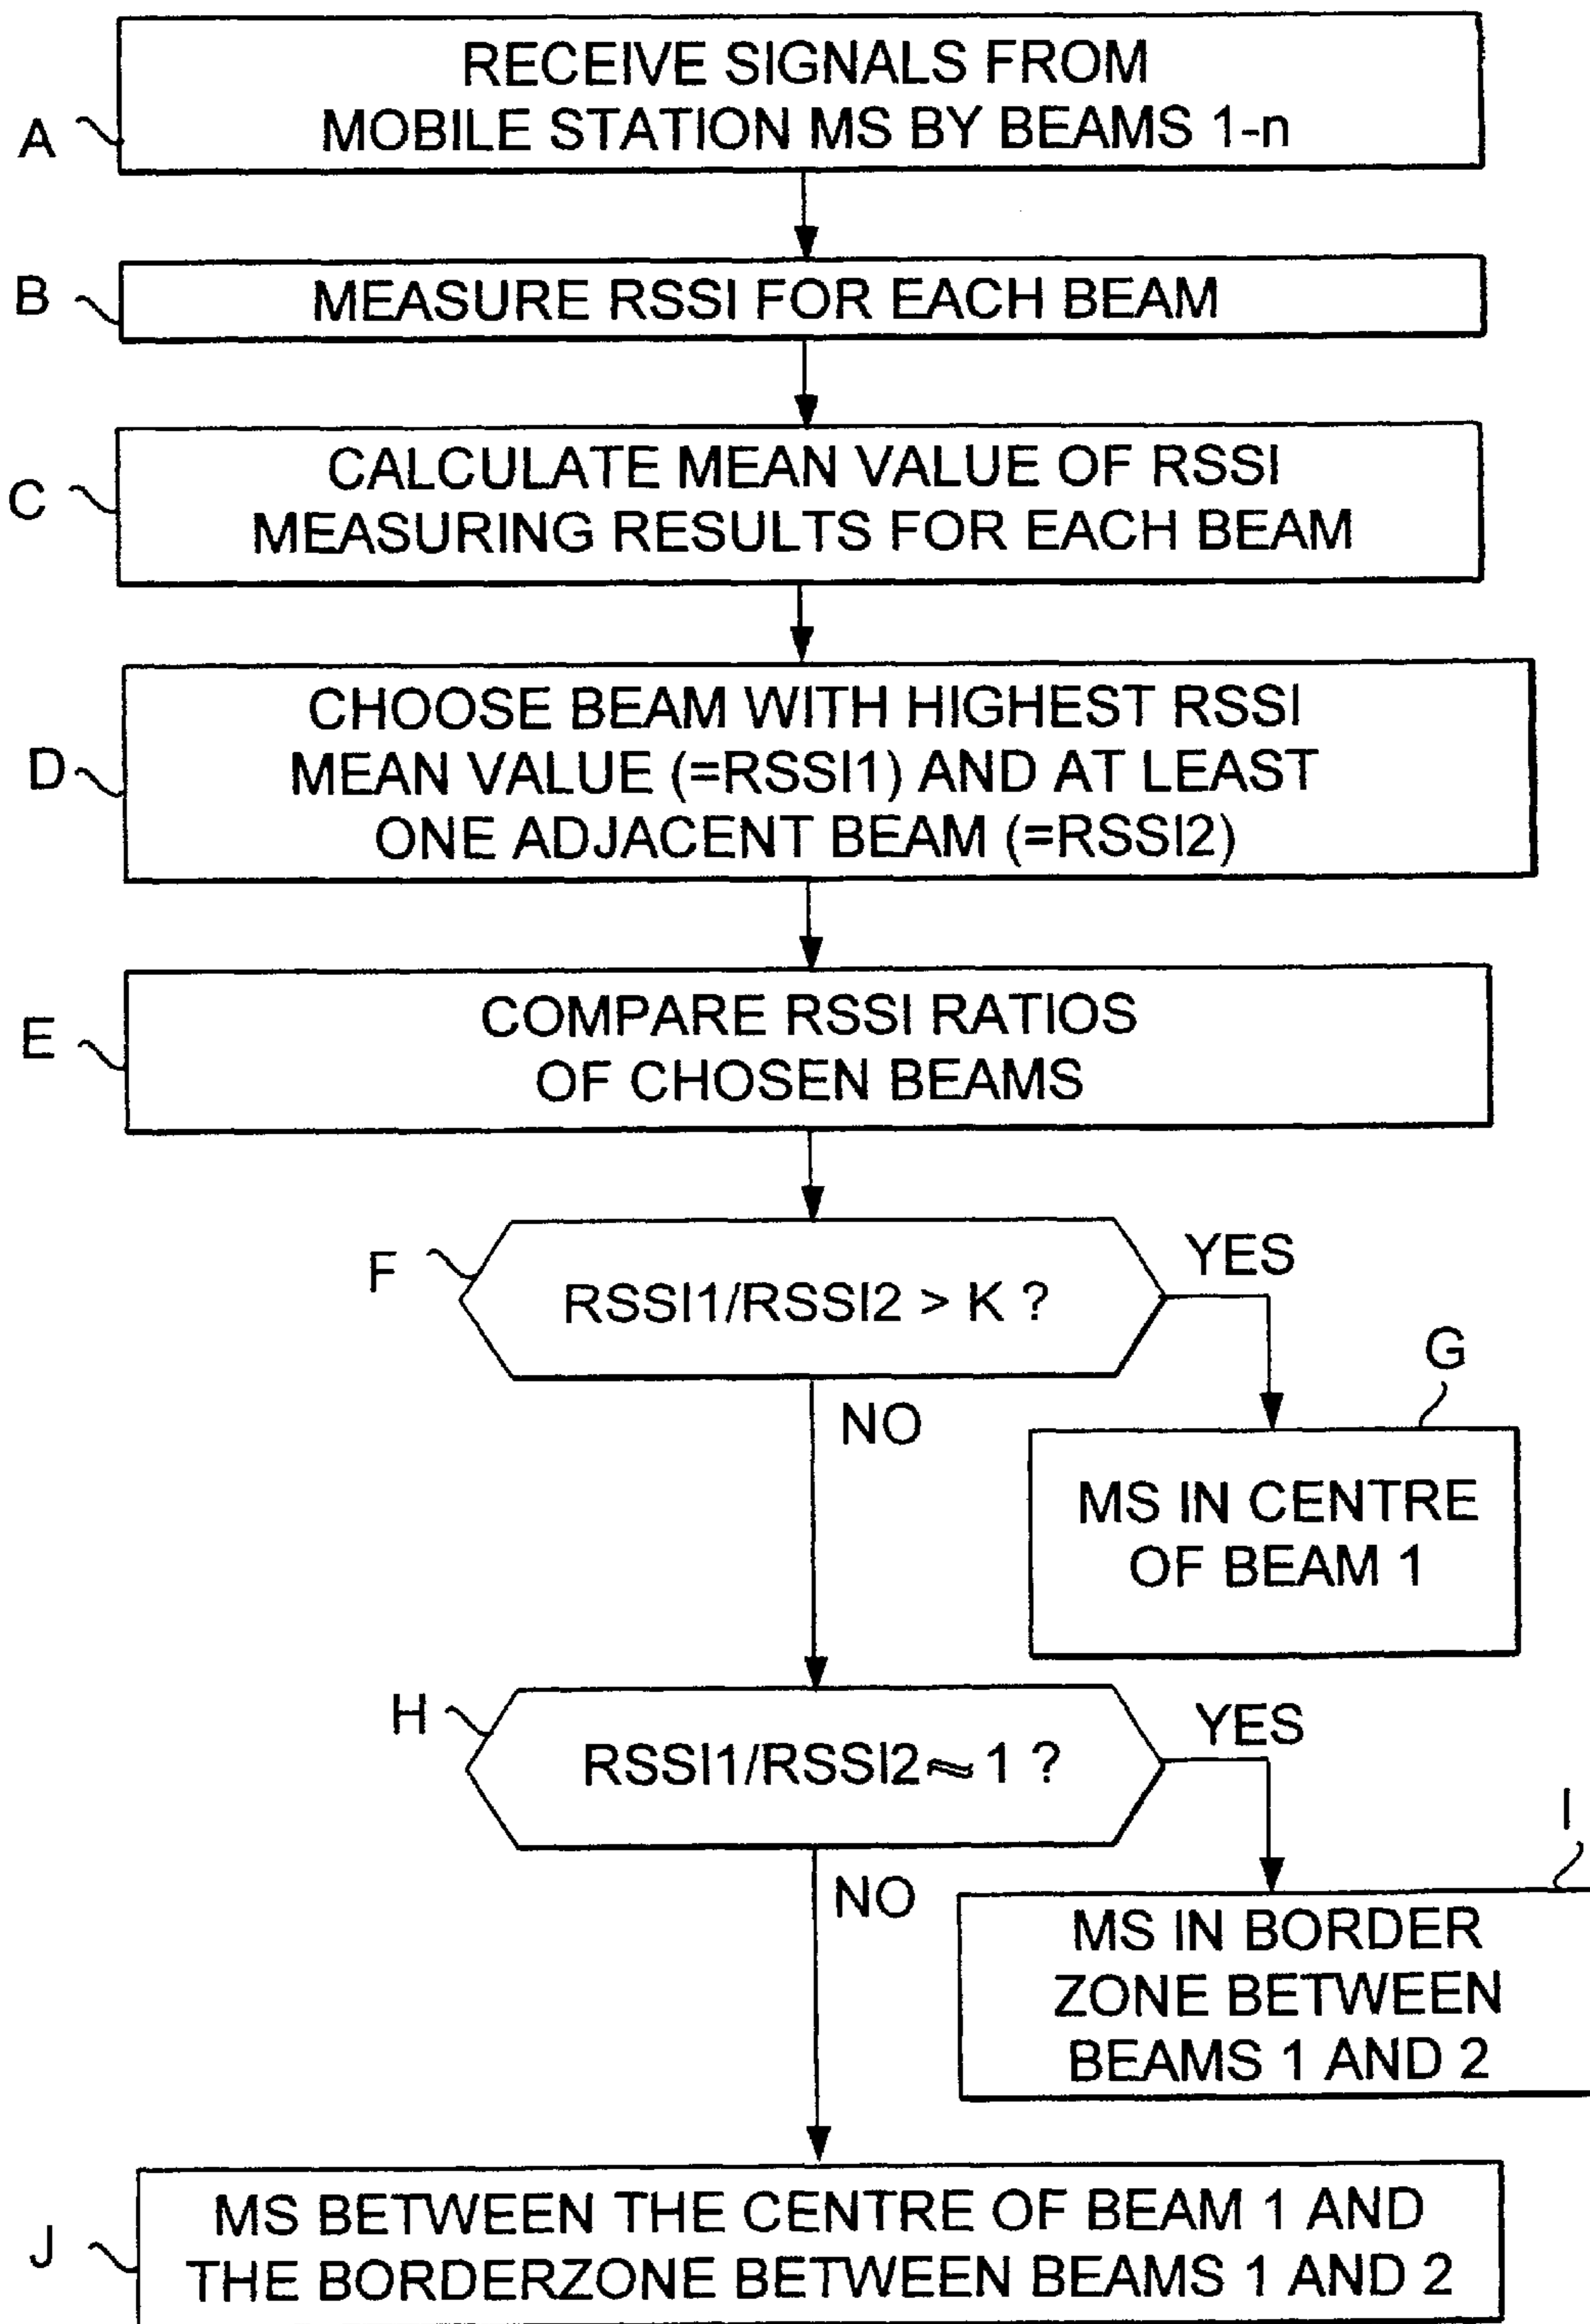 RECEIVE SIGNALS FROM
MOBILE STATION MS BY BEAMS 1-n
A
B
MEASURE RSSI FOR EACH BEAM
CALCULATE MEAN VALUE OF RSSI
MEASURING RESULTS FOR EACH BEAM
C
CHOOSE BEAM WITH HIGHEST RSSI
MEAN VALUE (=RSSI1) AND AT LEAST
ONE ADJACENT BEAM (=RSSI2)
D
COMPARE RSSI RATIOS
OF CHOSEN BEAMS
E
F
RSSI1/RSSI2 > K ?
YES
G
NO
MS IN CENTRE
OF BEAM 1
H
RSSI1/RSSI2≈1 ?
YES
I
NO
MS IN BORDER
ZONE BETWEEN
BEAMS 1 AND 2
J
MS BETWEEN THE CENTRE OF BEAM 1 AND
THE BORDERZONE BETWEEN BEAMS 1 AND 2